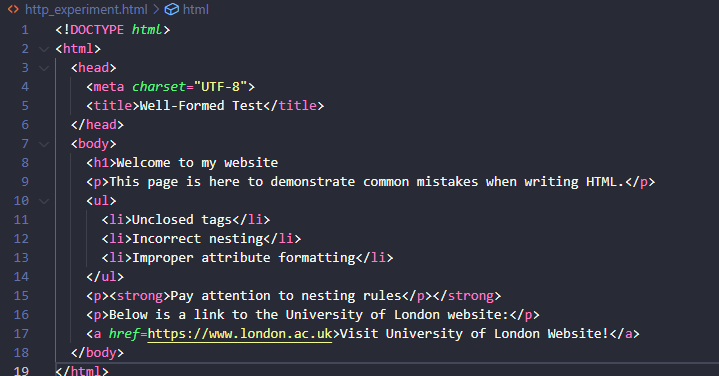 http_experiment.html > html
1 <!DOCTYPE html>
2 <html>
3 <head>
4 <meta charset="UTF-8">
5 <title>Well-Formed Test</title>
6 </head>
7 <body>
8 <h1>Welcome to my website
9 <p>This page is here to demonstrate common mistakes when writing HTML.</p>
10 <ul>
11 <li>Unclosed tags</li>
12 <li>Incorrect nesting</li>
13 <li>Improper attribute formatting</li>
14 </ul>
15 <p><strong>Pay attention to nesting rules</p></strong>
16 <p>Below is a link to the University of London website:</p>
17 <a href=https://www.london.ac.uk>Visit University of London Website!</a>
18 </body>
19 </html>